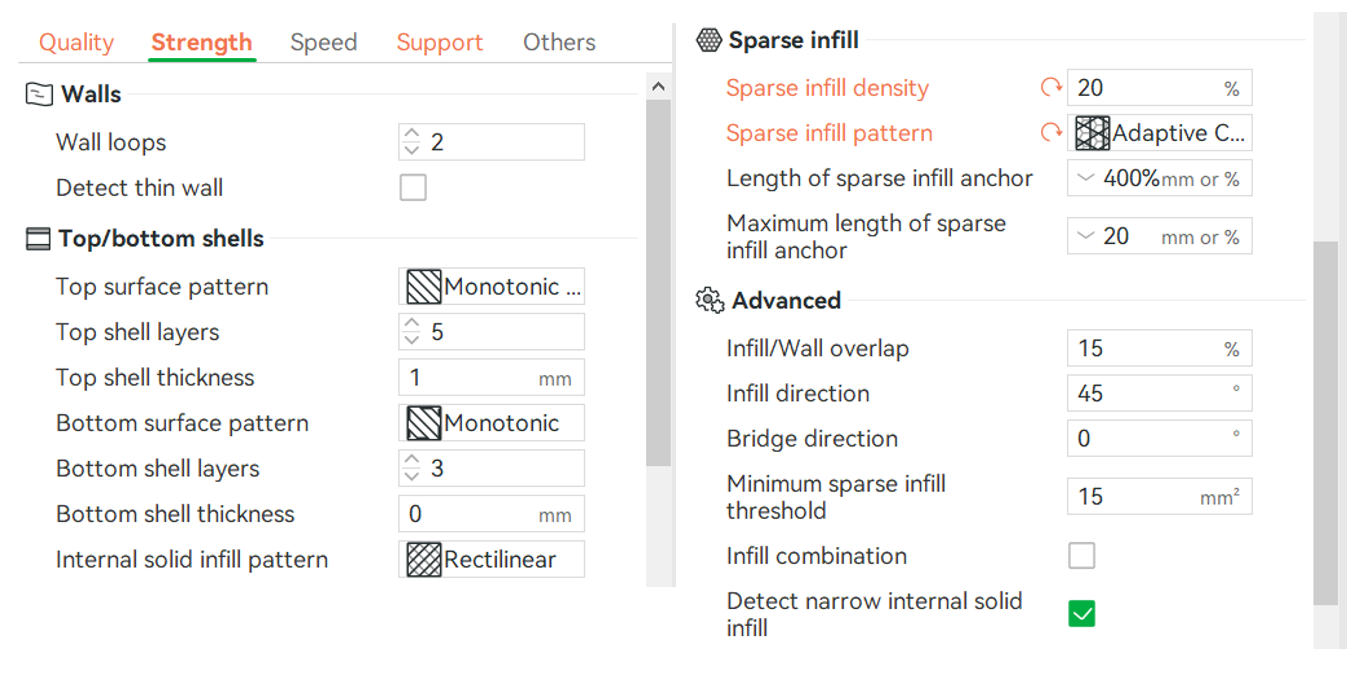 Quality Strength Speed Support Others
Walls
Wall loops 2
Detect thin wall
Top/bottom shells
Top surface pattern Monotonic ...
Top shell layers 5
Top shell thickness 1 mm
Bottom surface pattern Monotonic
Bottom shell layers 3
Bottom shell thickness 0 mm
Internal solid infill pattern Rectilinear
Sparse infill
Sparse infill density 20 %
Sparse infill pattern Adaptive C...
Length of sparse infill anchor 400% mm or %
Maximum length of sparse
infill anchor 20 mm or %
Advanced
Infill/Wall overlap 15 %
Infill direction 45 °
Bridge direction 0 °
Minimum sparse infill
threshold 15 mm²
Infill combination
Detect narrow internal solid
infill